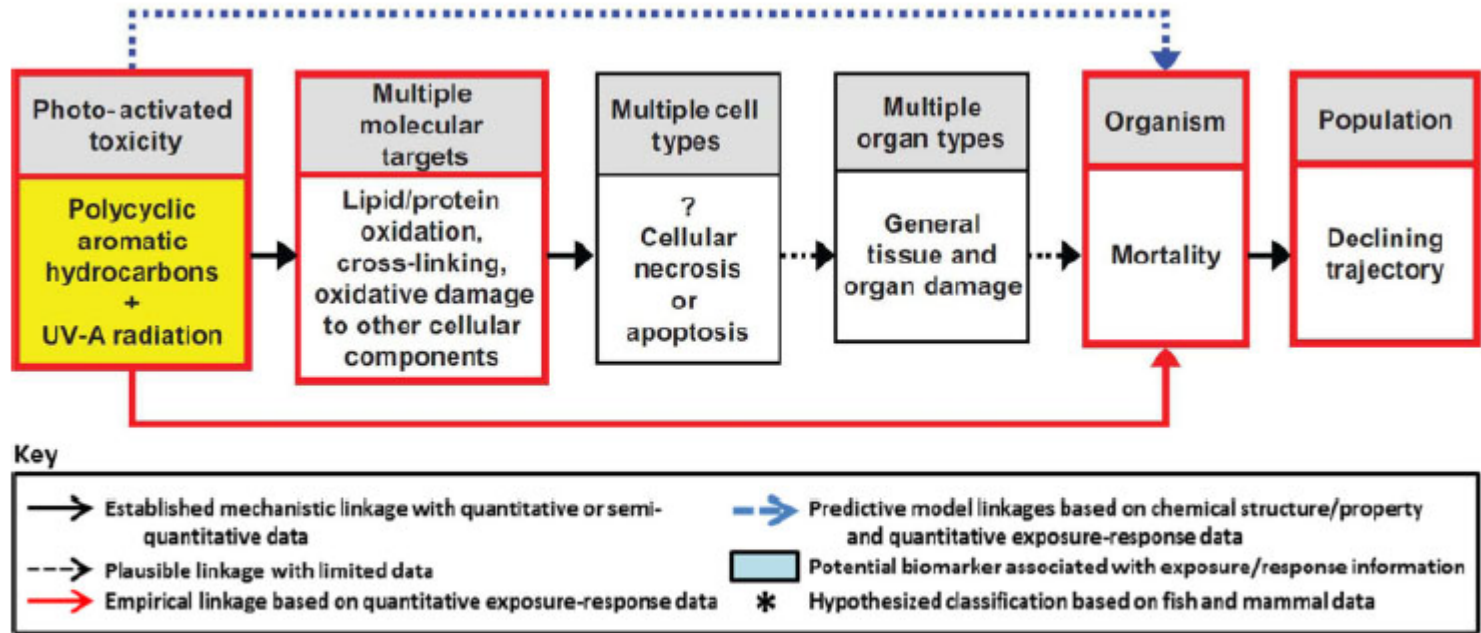 Photo-activated
toxicity
Polycyclic
aromatic
hydrocarbons
+
UV-A radiation
Multiple
molecular
targets
Lipid/protein
oxidation,
cross-linking,
oxidative damage
to other cellular
components
Multiple cell
types
?
Cellular
necrosis
or
apoptosis
Multiple
organ types
General
tissue and
organ damage
Organism
Mortality
Population
Declining
trajectory
Key
Established mechanistic linkage with quantitative or semi-
quantitative data
Plausible linkage with limited data
Empirical linkage based on quantitative exposure-response data
Predictive model linkages based on chemical structure/property
and quantitative exposure-response data
Potential biomarker associated with exposure/response information
* Hypothesized classification based on fish and mammal data